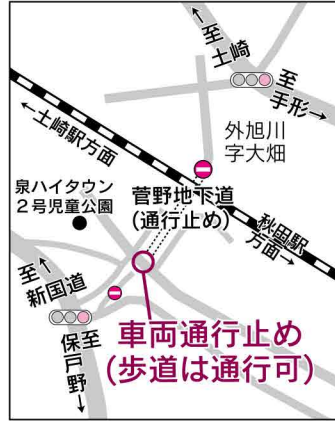 ←至
土崎
至
手形→
←土崎駅方面
外旭川
字大畑
泉ハイタウン
2号児童公園
菅野地下道
(通行止め)
秋田駅
方面→
至↑
新国道
至
保戸野→
車両通行止め
(歩道は通行可)